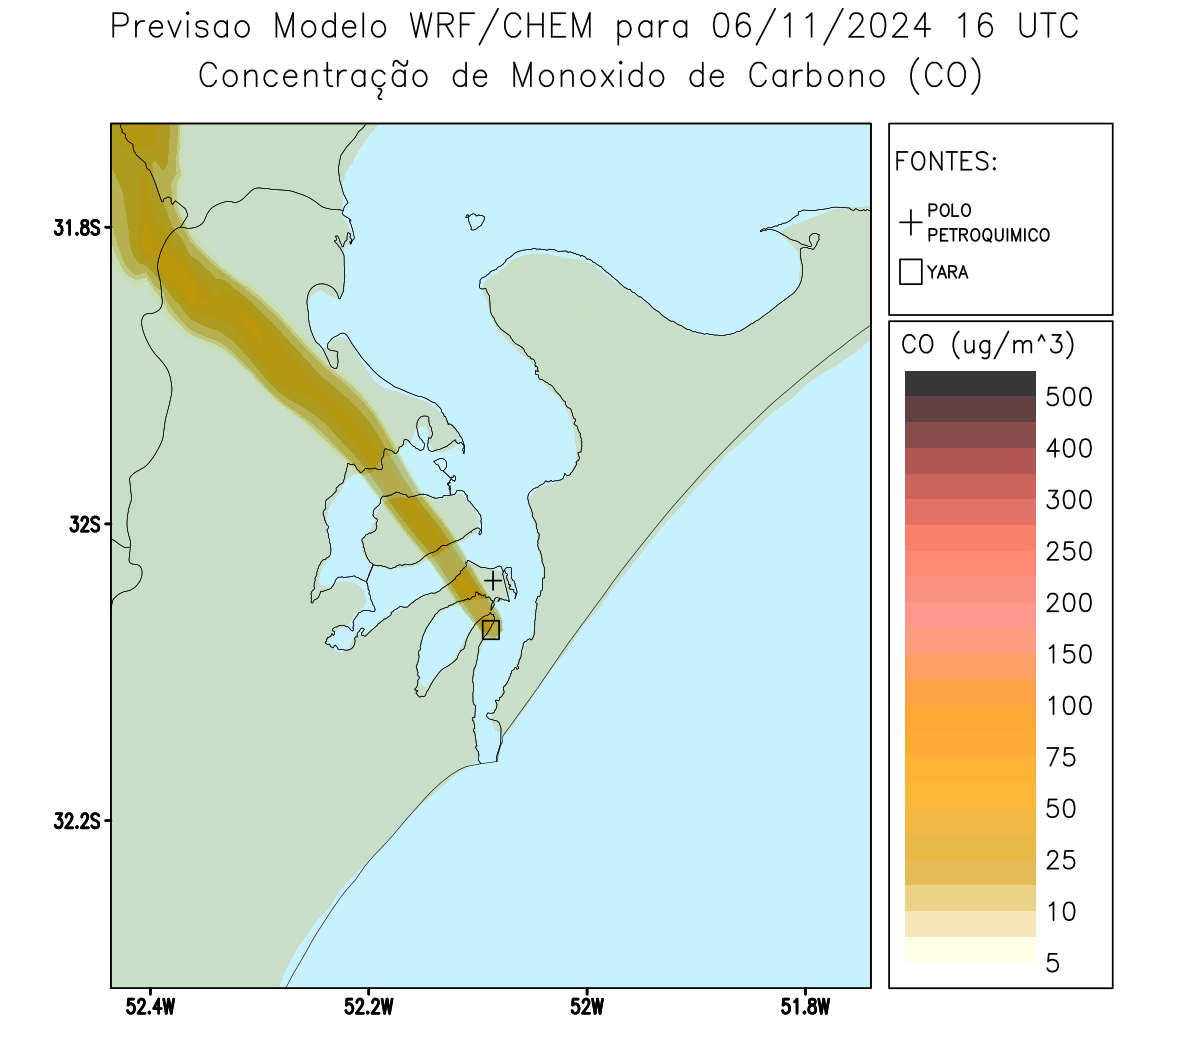 Previsao Modelo WRF/CHEM para 06/11/2024 16 UTC
Concentração de Monoxido de Carbono (CO)
FONTES:
POLO
PETROQUIMICO
YARA
CO (ug/m^3)
500
400
300
250
200
150
100
75
50
25
10
5
31.8S
32S
32.2S
52.4W
52.2W
52W
51.8W